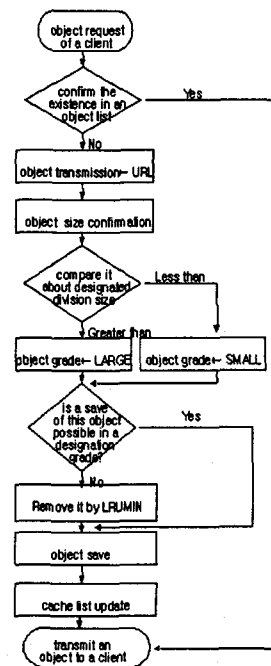 object request
of a client
confirm the
existence in an
object list
Yes
No
object transmission← URL
object size confirmation
compare it
about designated
division size
Less than
Greater than
object grade← LARGE
object grade← SMALL
Is a save
of this object
possible in a
designation
grade?
Yes
No
Remove it by LRUMIN
object save
cache list update
transmit an
object to a client